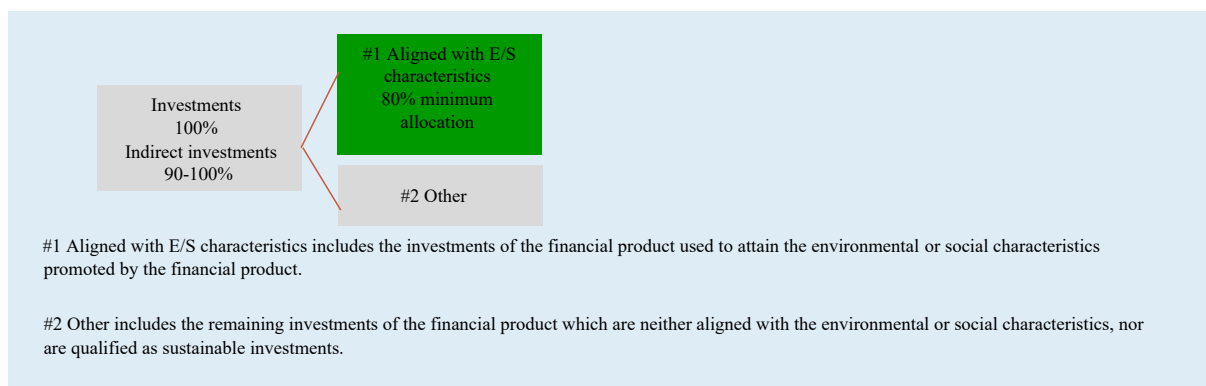 #1 Aligned with E/S
characteristics
80% minimum
allocation
Investments
100%
Indirect investments
90-100%
#2 Other
#1 Aligned with E/S characteristics includes the investments of the financial product used to attain the environmental or social characteristics
promoted by the financial product.
#2 Other includes the remaining investments of the financial product which are neither aligned with the environmental or social characteristics, nor
are qualified as sustainable investments.